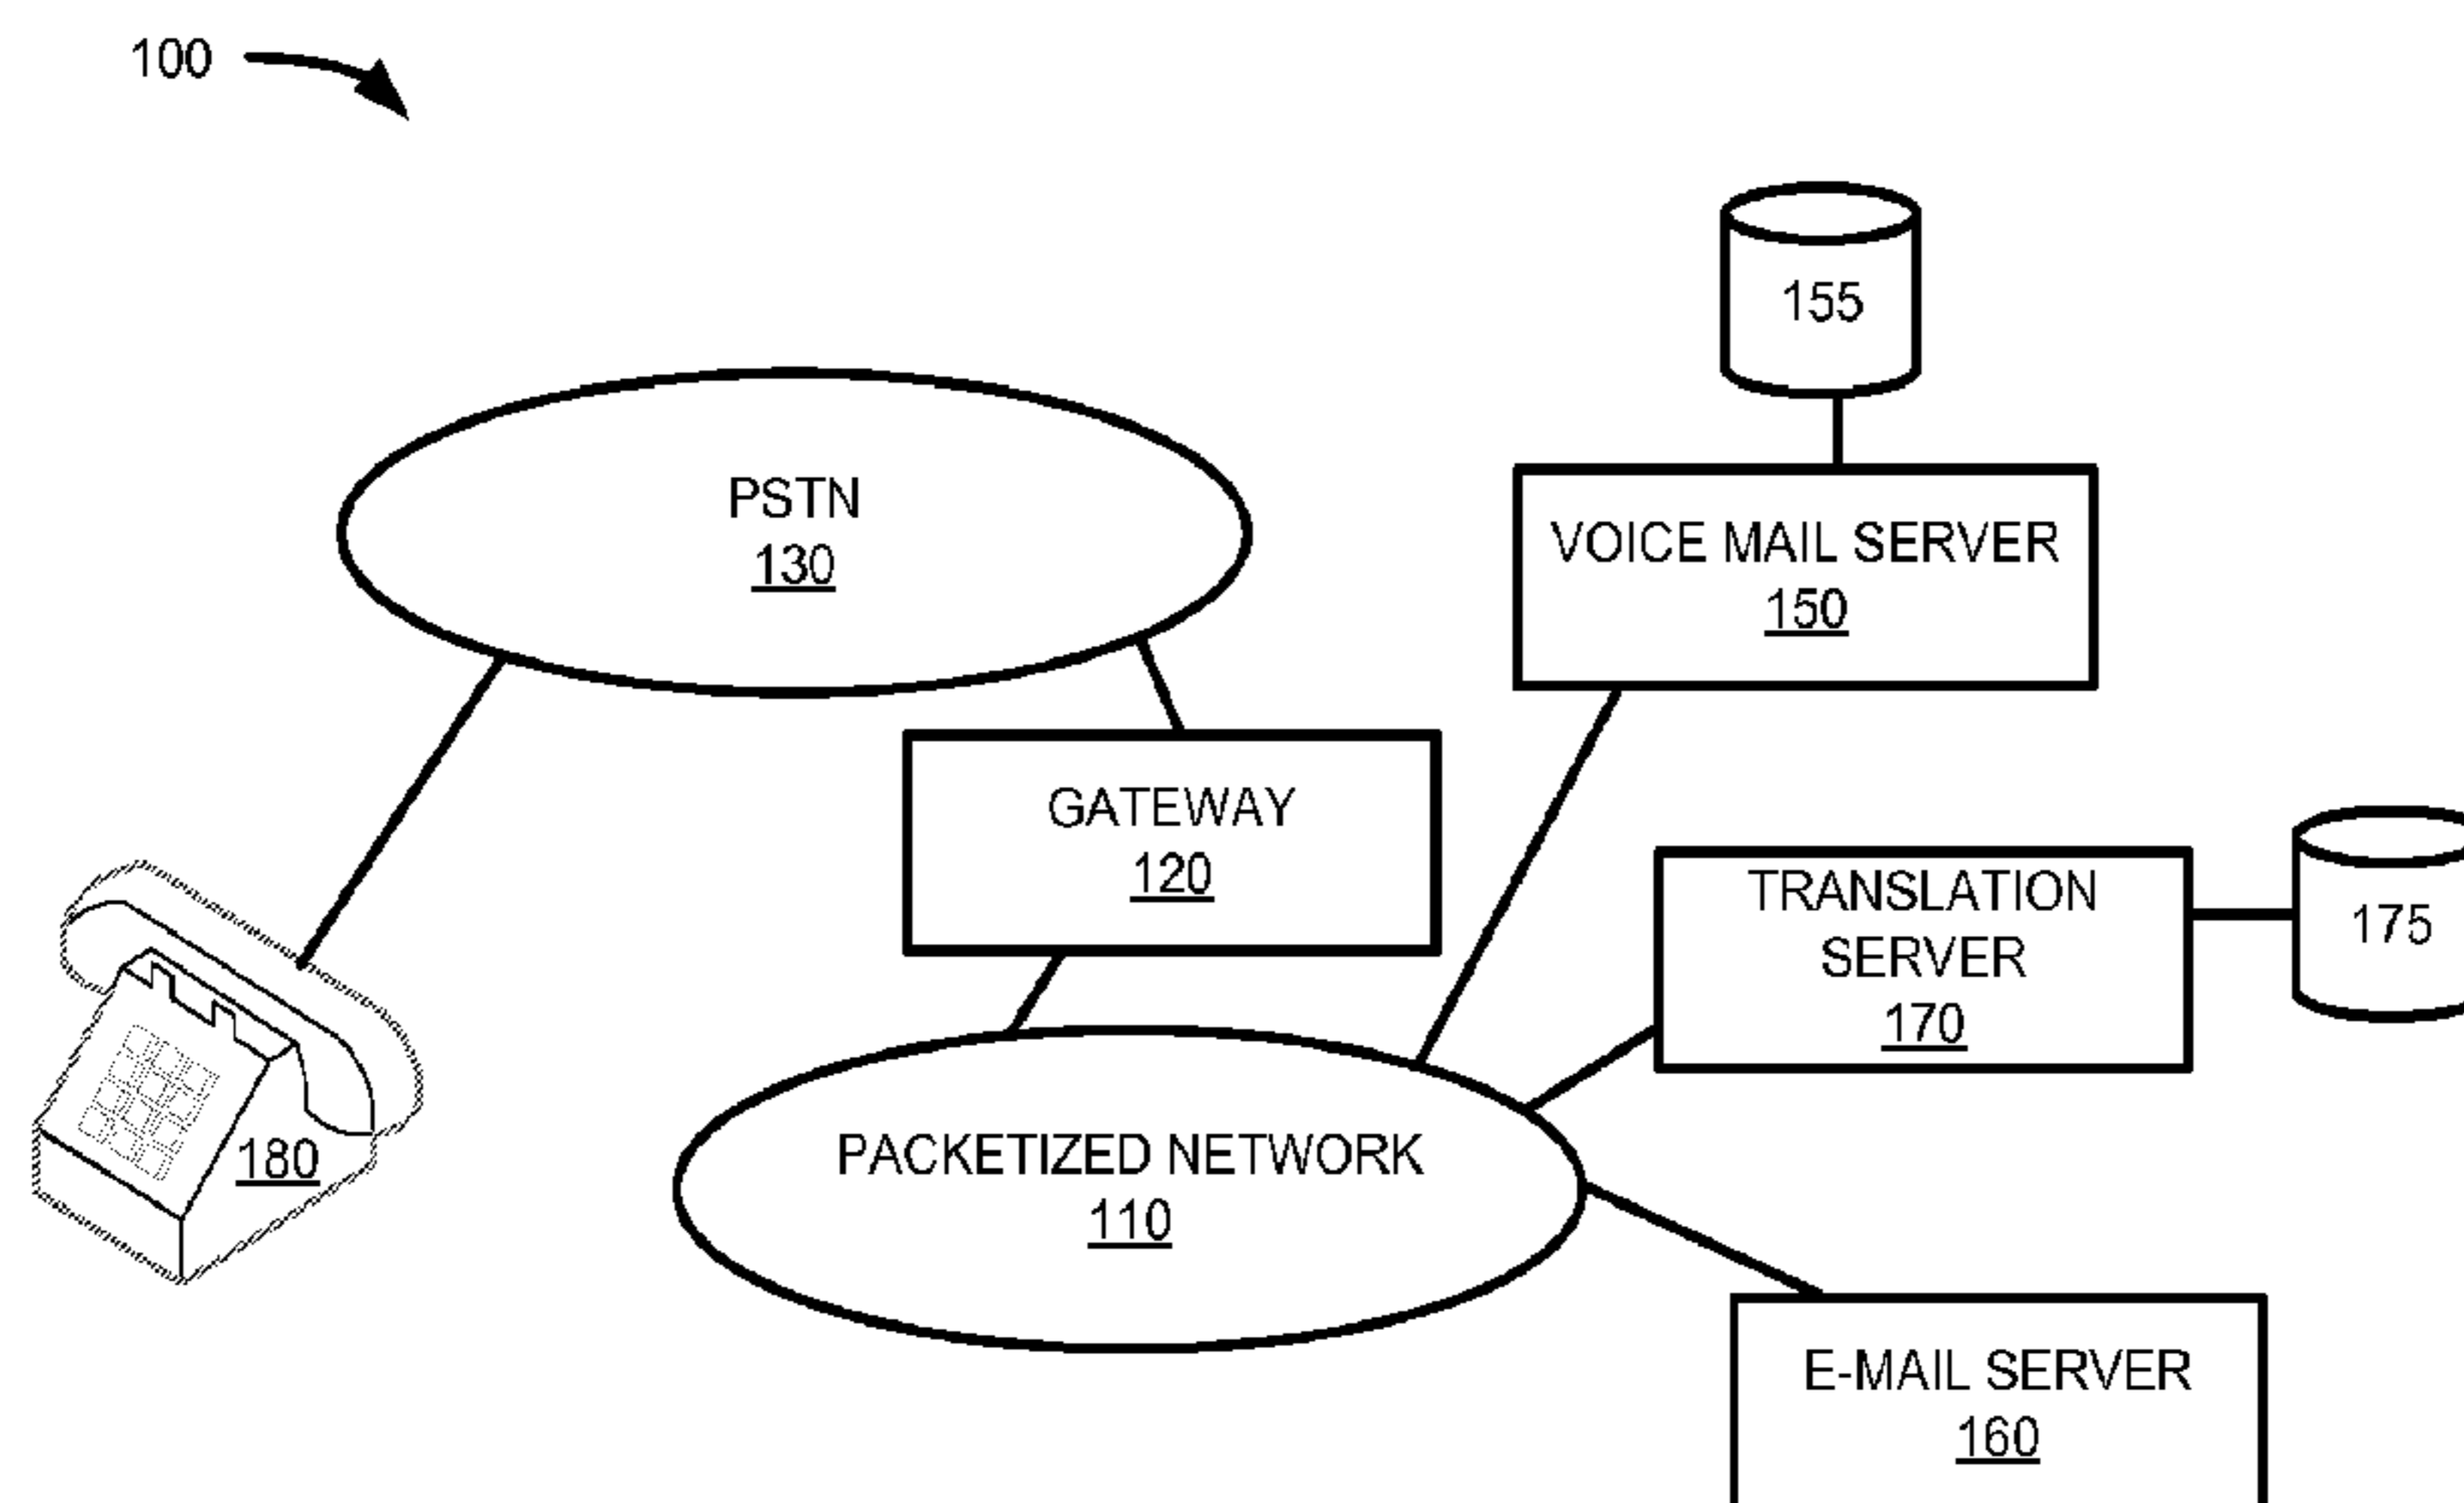 100
155
PSTN
130
VOICE MAIL SERVER
150
GATEWAY
120
TRANSLATION
SERVER
170
175
180
PACKETIZED NETWORK
110
E-MAIL SERVER
160